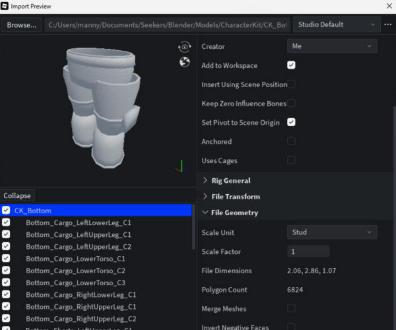 Import Preview
Browse... C:/Users/manny/Documents/Seekers/Blender/Models/CharacterKit/CK_Bot Studio Default ...
Creator Me
Add to Workspace
Insert Using Scene Position
Keep Zero Influence Bones
Set Pivot to Scene Origin
Anchored
Uses Cages
Rig General
File Transform
File Geometry
Scale Unit Stud
Scale Factor 1
File Dimensions 2.06, 2.86, 1.07
Polygon Count 6824
Merge Meshes
Invert Negative Faces
Collapse
CK_Bottom
Bottom_Cargo_LeftLowerLeg_C1
Bottom_Cargo_LeftUpperLeg_C1
Bottom_Cargo_LeftUpperLeg_C2
Bottom_Cargo_LowerTorso_C1
Bottom_Cargo_LowerTorso_C2
Bottom_Cargo_LowerTorso_C3
Bottom_Cargo_RightLowerLeg_C1
Bottom_Cargo_RightUpperLeg_C1
Bottom_Cargo_RightUpperLeg_C2